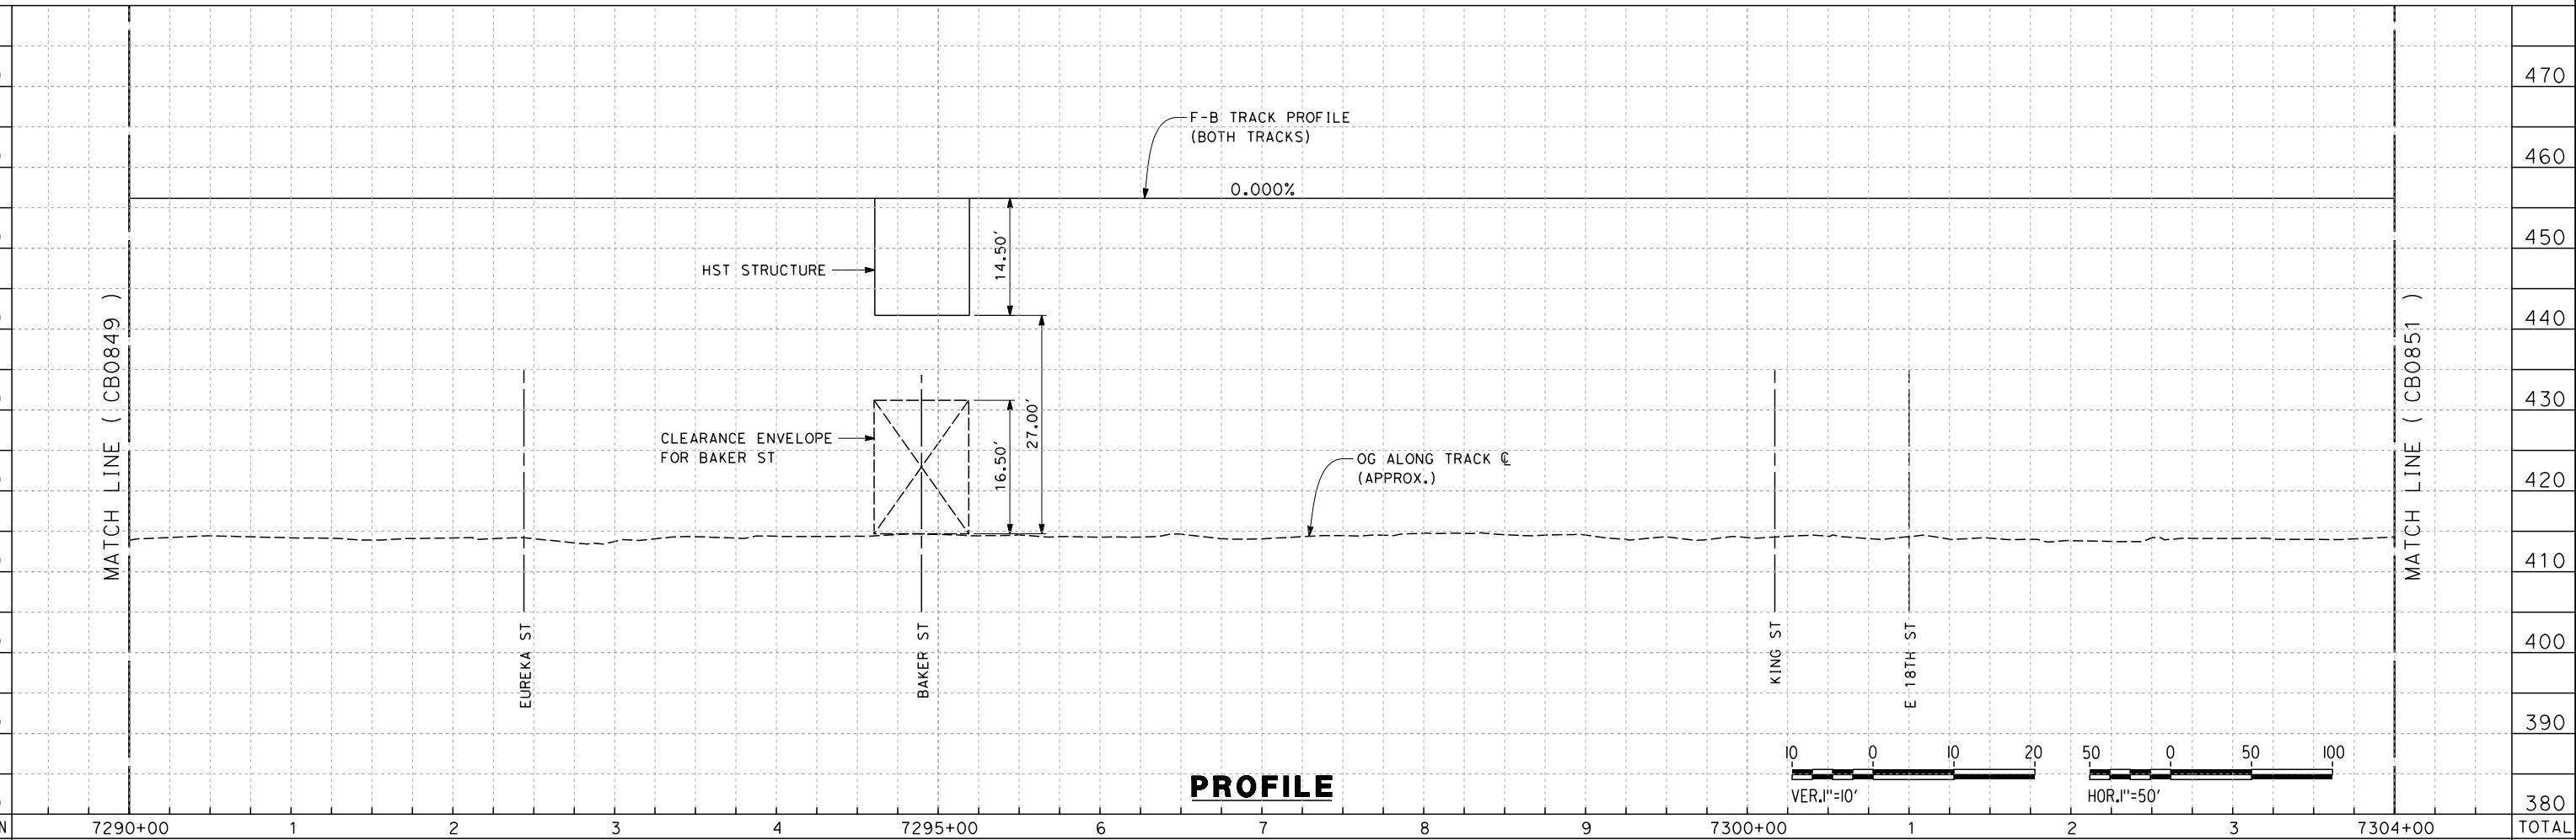 470
F-B TRACK PROFILE
(BOTH TRACKS)
460
0.000%
450
14.50'
HST STRUCTURE
440
MATCH LINE ( CB0849 )
MATCH LINE ( CB0851 )
430
27.00'
CLEARANCE ENVELOPE
FOR BAKER ST
16.50'
OG ALONG TRACK ℄
(APPROX.)
420
410
400
EUREKA ST
BAKER ST
KING ST
E 18TH ST
390
10 0 10 20
50 0 50 100
PROFILE
VER.1"=10'
HOR.1"=50'
380
N 7290+00 1 2 3 4 7295+00 6 7 8 9 7300+00 1 2 3 7304+00 TOTAL